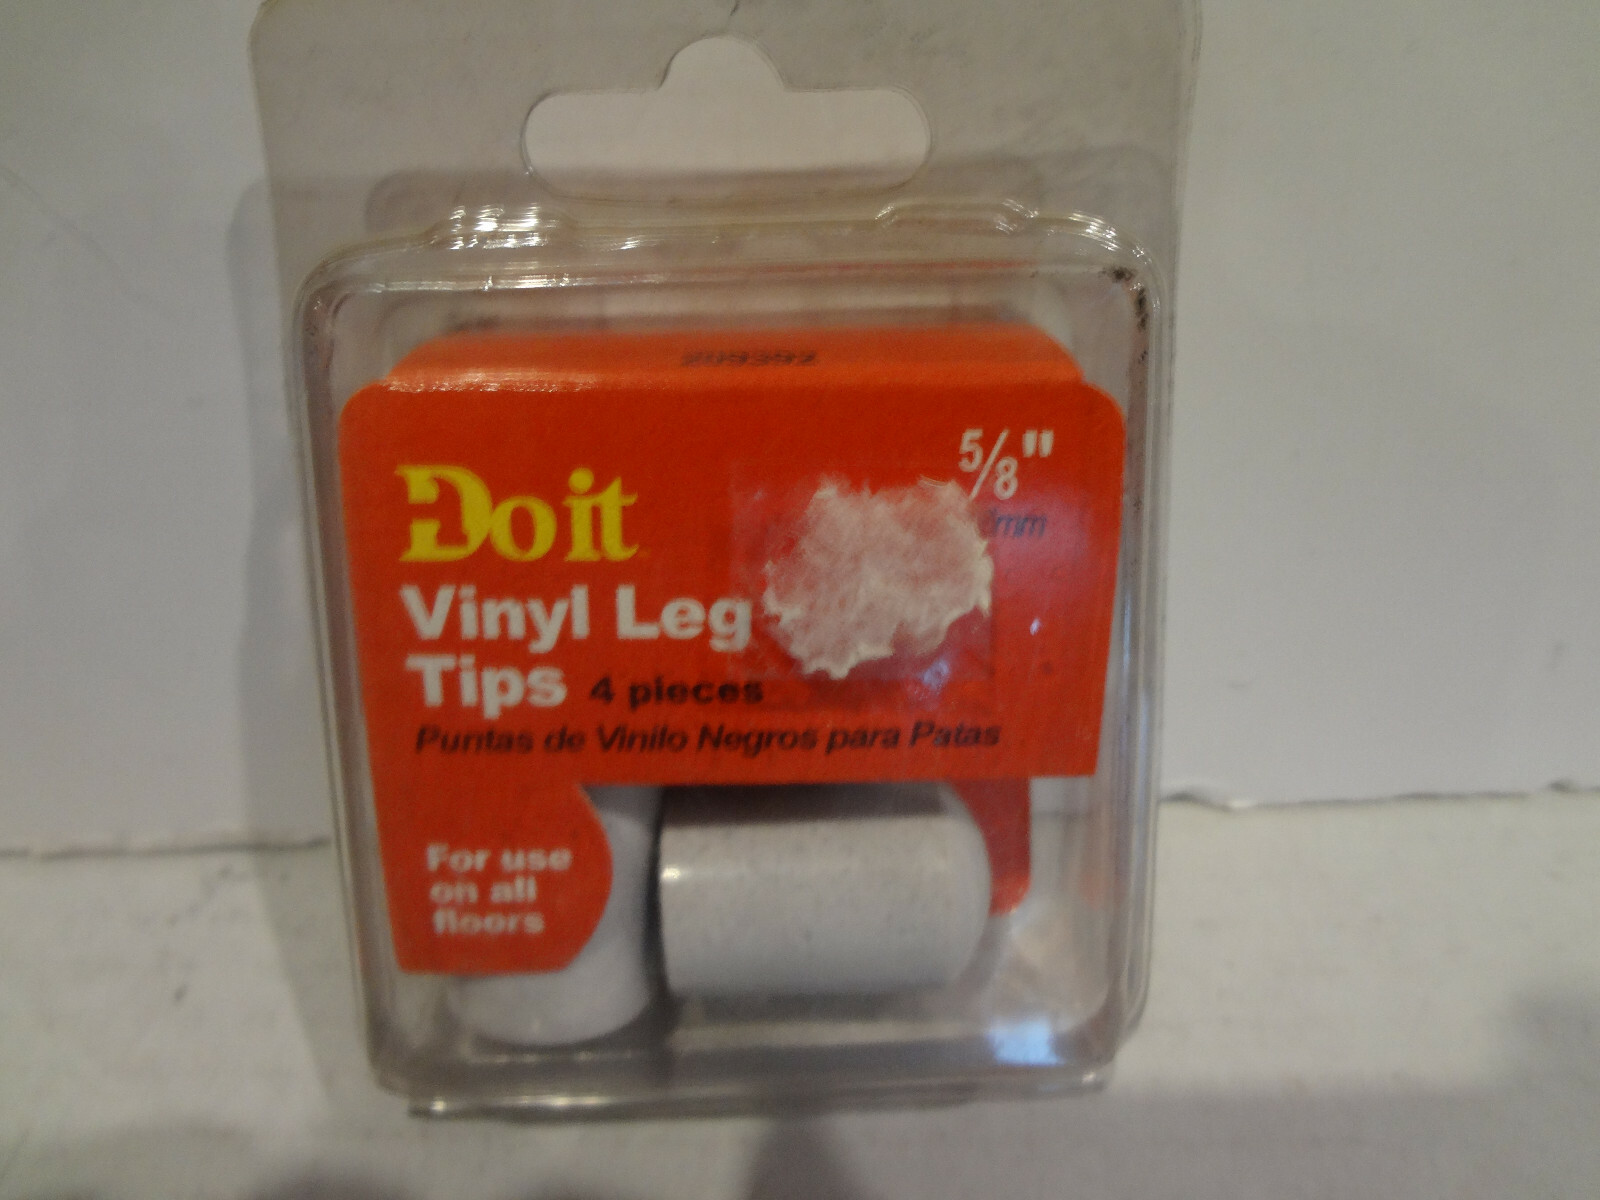 5/8"
mm
Do it
Vinyl Leg
Tips 4 pieces
Puntas de Vinilo Negros para Patas
For use
on all
floors